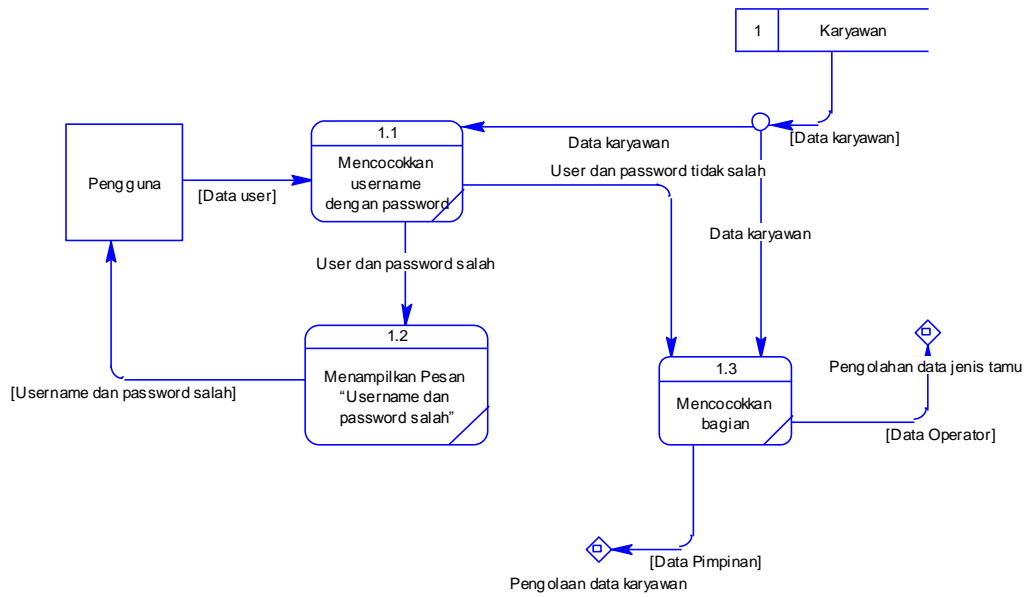 1
Karyawan
[Data karyawan]
Data karyawan
1.1
Mencocokkan
username
dengan password
Pengguna
[Data user]
User dan password tidak salah
Data karyawan
User dan password salah
1.2
Menampilkan Pesan
“Username dan
password salah”
[Username dan password salah]
1.3
Mencocokkan
bagian
Pengolahan data jenis tamu
[Data Operator]
[Data Pimpinan]
Pengolaan data karyawan